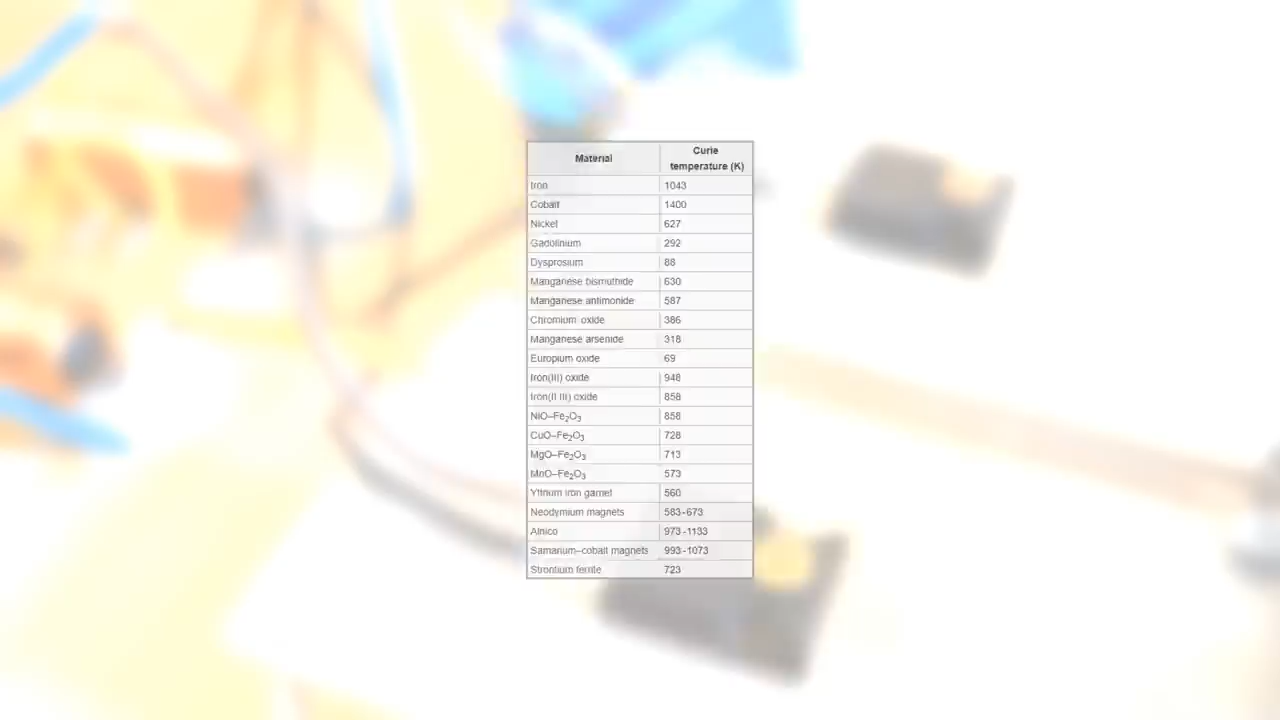 Material Curie temperature (K)
Iron 1043
Cobalt 1400
Nickel 627
Gadolinium 292
Dysprosium 88
Manganese bismuthide 630
Manganese antimonide 587
Chromium oxide 386
Manganese arsenide 318
Europium oxide 69
Iron(III) oxide 948
Iron(II III) oxide 858
NiO–Fe₂O₃ 858
CuO–Fe₂O₃ 728
MgO–Fe₂O₃ 713
MnO–Fe₂O₃ 573
Yttrium iron garnet 560
Neodymium magnets 583-673
Alnico 973-1133
Samarium–cobalt magnets 993-1073
Strontium ferrite 723